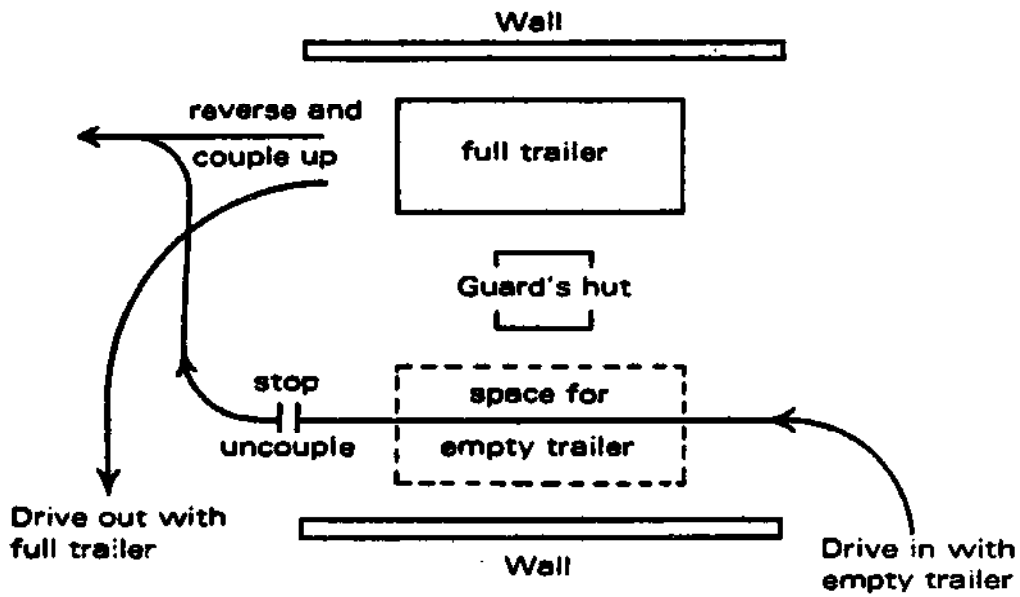 Wall
reverse and
couple up
full trailer
Guard's hut
stop
uncouple
space for
empty trailer
Drive out with
full trailer
Wall
Drive in with
empty trailer